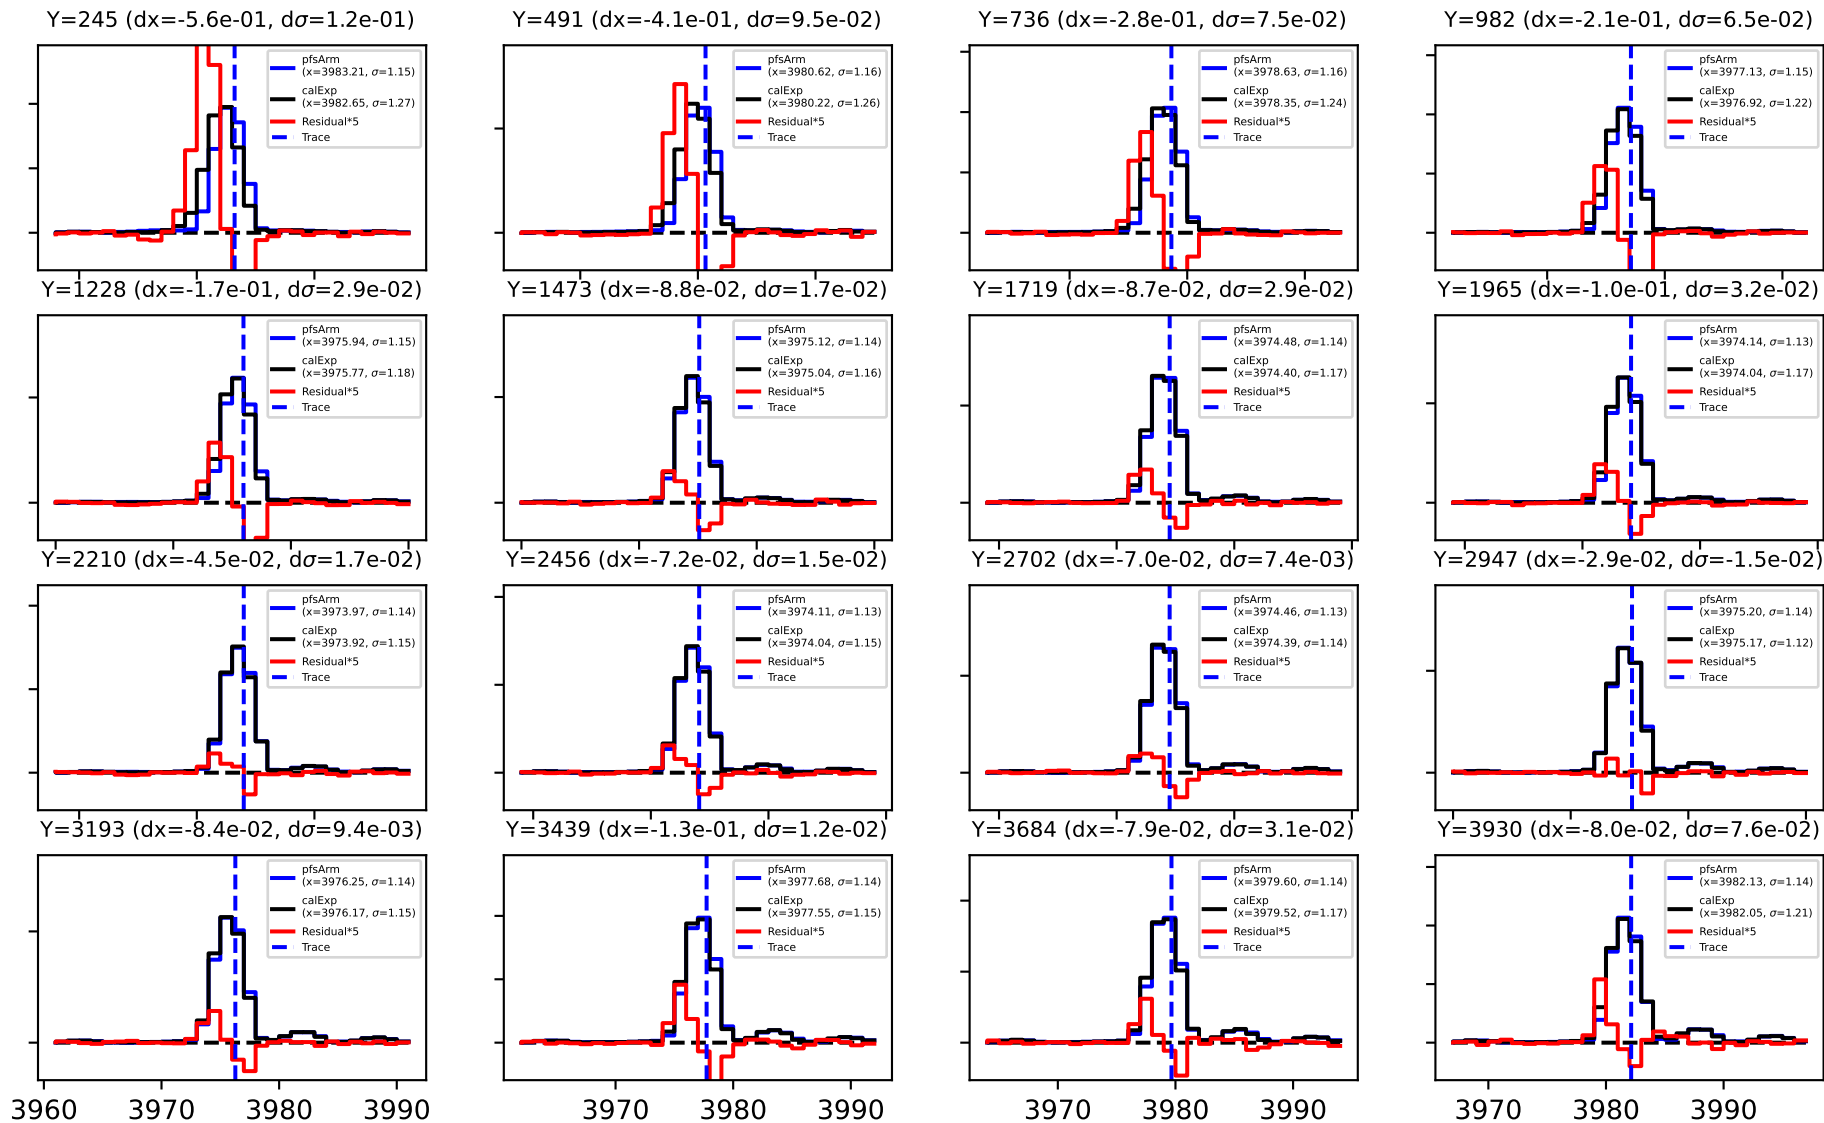 Y=245 (dx=-5.6e-01, dσ=1.2e-01)
pfsArm
(x=3983.21, σ=1.15)
calExp
(x=3982.65, σ=1.27)
Residual*5
Trace
Y=491 (dx=-4.1e-01, dσ=9.5e-02)
pfsArm
(x=3980.62, σ=1.16)
calExp
(x=3980.22, σ=1.26)
Residual*5
Trace
Y=736 (dx=-2.8e-01, dσ=7.5e-02)
pfsArm
(x=3978.63, σ=1.16)
calExp
(x=3978.35, σ=1.24)
Residual*5
Trace
Y=982 (dx=-2.1e-01, dσ=6.5e-02)
pfsArm
(x=3977.13, σ=1.15)
calExp
(x=3976.92, σ=1.22)
Residual*5
Trace
Y=1228 (dx=-1.7e-01, dσ=2.9e-02)
pfsArm
(x=3975.94, σ=1.15)
calExp
(x=3975.77, σ=1.18)
Residual*5
Trace
Y=1473 (dx=-8.8e-02, dσ=1.7e-02)
pfsArm
(x=3975.12, σ=1.14)
calExp
(x=3975.04, σ=1.16)
Residual*5
Trace
Y=1719 (dx=-8.7e-02, dσ=2.9e-02)
pfsArm
(x=3974.48, σ=1.14)
calExp
(x=3974.40, σ=1.17)
Residual*5
Trace
Y=1965 (dx=-1.0e-01, dσ=3.2e-02)
pfsArm
(x=3974.14, σ=1.13)
calExp
(x=3974.04, σ=1.17)
Residual*5
Trace
Y=2210 (dx=-4.5e-02, dσ=1.7e-02)
pfsArm
(x=3973.97, σ=1.14)
calExp
(x=3973.92, σ=1.15)
Residual*5
Trace
Y=2456 (dx=-7.2e-02, dσ=1.5e-02)
pfsArm
(x=3974.11, σ=1.13)
calExp
(x=3974.04, σ=1.15)
Residual*5
Trace
Y=2702 (dx=-7.0e-02, dσ=7.4e-03)
pfsArm
(x=3974.46, σ=1.13)
calExp
(x=3974.39, σ=1.14)
Residual*5
Trace
Y=2947 (dx=-2.9e-02, dσ=-1.5e-02)
pfsArm
(x=3975.20, σ=1.14)
calExp
(x=3975.17, σ=1.12)
Residual*5
Trace
Y=3193 (dx=-8.4e-02, dσ=9.4e-03)
pfsArm
(x=3976.25, σ=1.14)
calExp
(x=3976.17, σ=1.15)
Residual*5
Trace
Y=3439 (dx=-1.3e-01, dσ=1.2e-02)
pfsArm
(x=3977.68, σ=1.14)
calExp
(x=3977.55, σ=1.15)
Residual*5
Trace
Y=3684 (dx=-7.9e-02, dσ=3.1e-02)
pfsArm
(x=3979.60, σ=1.14)
calExp
(x=3979.52, σ=1.17)
Residual*5
Trace
Y=3930 (dx=-8.0e-02, dσ=7.6e-02)
pfsArm
(x=3982.13, σ=1.14)
calExp
(x=3982.05, σ=1.21)
Residual*5
Trace
3960 3970 3980 3990
3970 3980 3990
3980 3990
3970 3980 3990